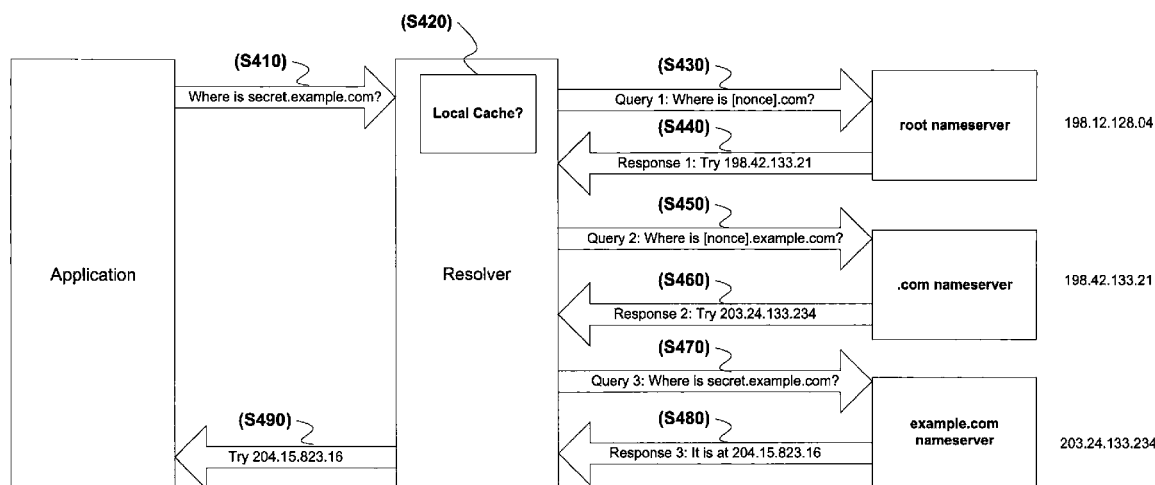 (S420)
(S410)
Where is secret.example.com?
Local Cache?
(S430)
Query 1: Where is [nonce].com?
root nameserver
198.12.128.04
(S440)
Response 1: Try 198.42.133.21
(S450)
Query 2: Where is [nonce].example.com?
Application
Resolver
.com nameserver
198.42.133.21
(S460)
Response 2: Try 203.24.133.234
(S470)
Query 3: Where is secret.example.com?
example.com
nameserver
203.24.133.234
(S480)
Response 3: It is at 204.15.823.16
(S490)
Try 204.15.823.16